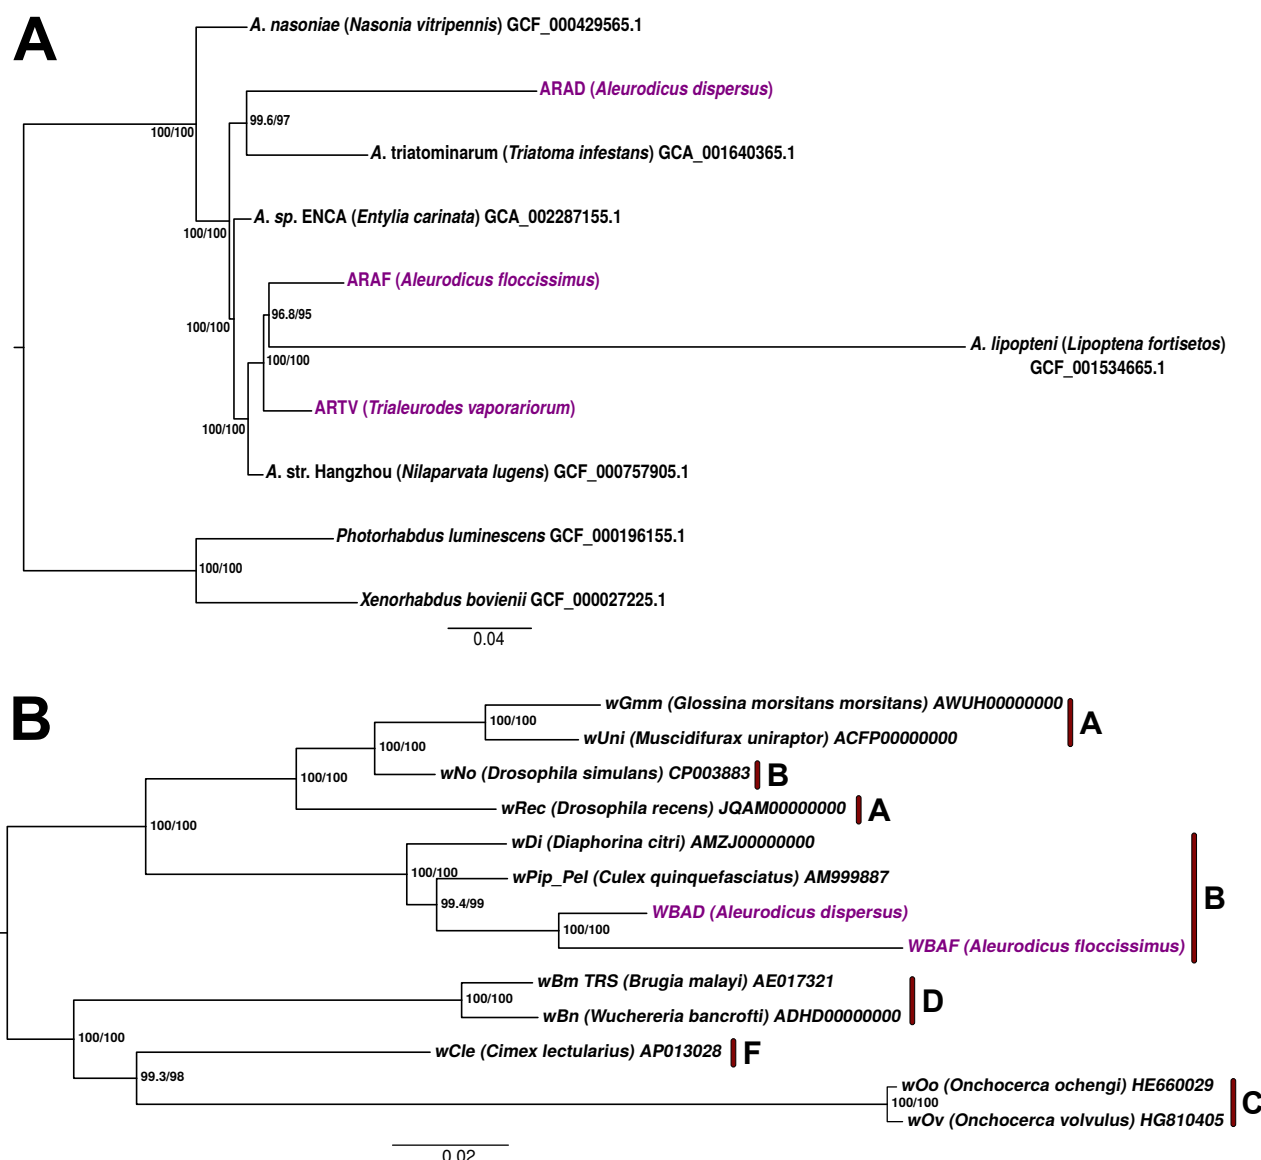 A
A. nasoniae (Nasonia vitripennis) GCF_000429565.1
ARAD (Aleurodicus dispersus)
99.6/97
100/100
A. triatominarum (Triatoma infestans) GCA_001640365.1
A. sp. ENCA (Entylia carinata) GCA_002287155.1
100/100
ARAF (Aleurodicus floccissimus)
96.8/95
100/100
A. lipopteni (Lipoptena fortisetos)
GCF_001534665.1
100/100
ARTV (Trialeurodes vaporariorum)
100/100
A. str. Hangzhou (Nilaparvata lugens) GCF_000757905.1
Photorhabdus luminescens GCF_000196155.1
100/100
Xenorhabdus bovienii GCF_000027225.1
0.04
B
wGmm (Glossina morsitans morsitans) AWUH00000000
100/100
A
wUni (Muscidifurax uniraptor) ACFP00000000
100/100
wNo (Drosophila simulans) CP003883
B
100/100
wRec (Drosophila recens) JQAM00000000
A
100/100
wDi (Diaphorina citri) AMZJ00000000
100/100
wPip_Pel (Culex quinquefasciatus) AM999887
B
99.4/99
WBAD (Aleurodicus dispersus)
100/100
WBAF (Aleurodicus floccissimus)
wBm TRS (Brugia malayi) AE017321
100/100
D
wBn (Wuchereria bancrofti) ADHD00000000
100/100
wCle (Cimex lectularius) AP013028
F
99.3/98
wOo (Onchocerca ochengi) HE660029
100/100
C
wOv (Onchocerca volvulus) HG810405
0.02